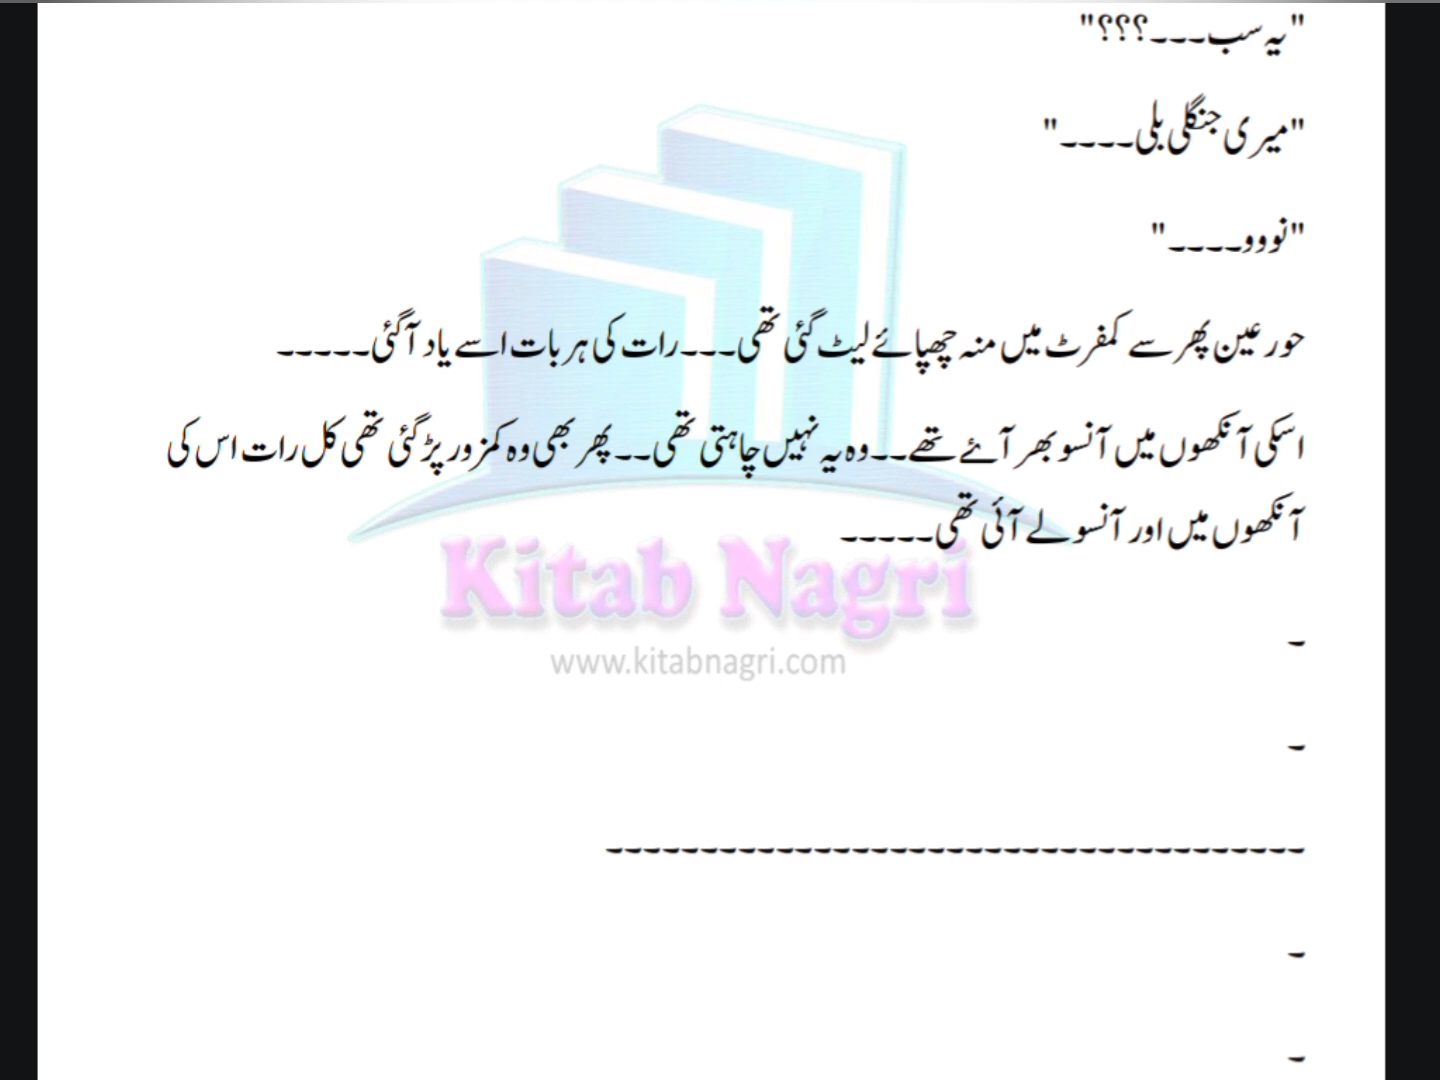 "یہ سب۔۔۔۔؟؟؟"
"میری جنگلی بلی۔۔۔۔"
"نووو۔۔۔۔"
حور عین پھر سے کمفرٹ میں منہ چھپائے لیٹ گئی تھی۔۔۔رات کی ہر بات اسے یاد آگئی۔۔۔۔۔
اسکی آنکھوں میں آنسو بھر آئے تھے۔۔وہ یہ نہیں چاہتی تھی۔۔پھر بھی وہ کمزور پڑ گئی تھی کل رات اس کی
آنکھوں میں اور آنسو لے آئی تھی۔۔۔۔۔
Kitab Nagri
www.kitabnagri.com
۔
۔
۔۔۔۔۔۔۔۔۔۔۔۔۔۔۔۔۔۔۔۔۔۔۔۔۔۔۔۔۔۔۔۔۔۔۔۔۔۔
۔
۔